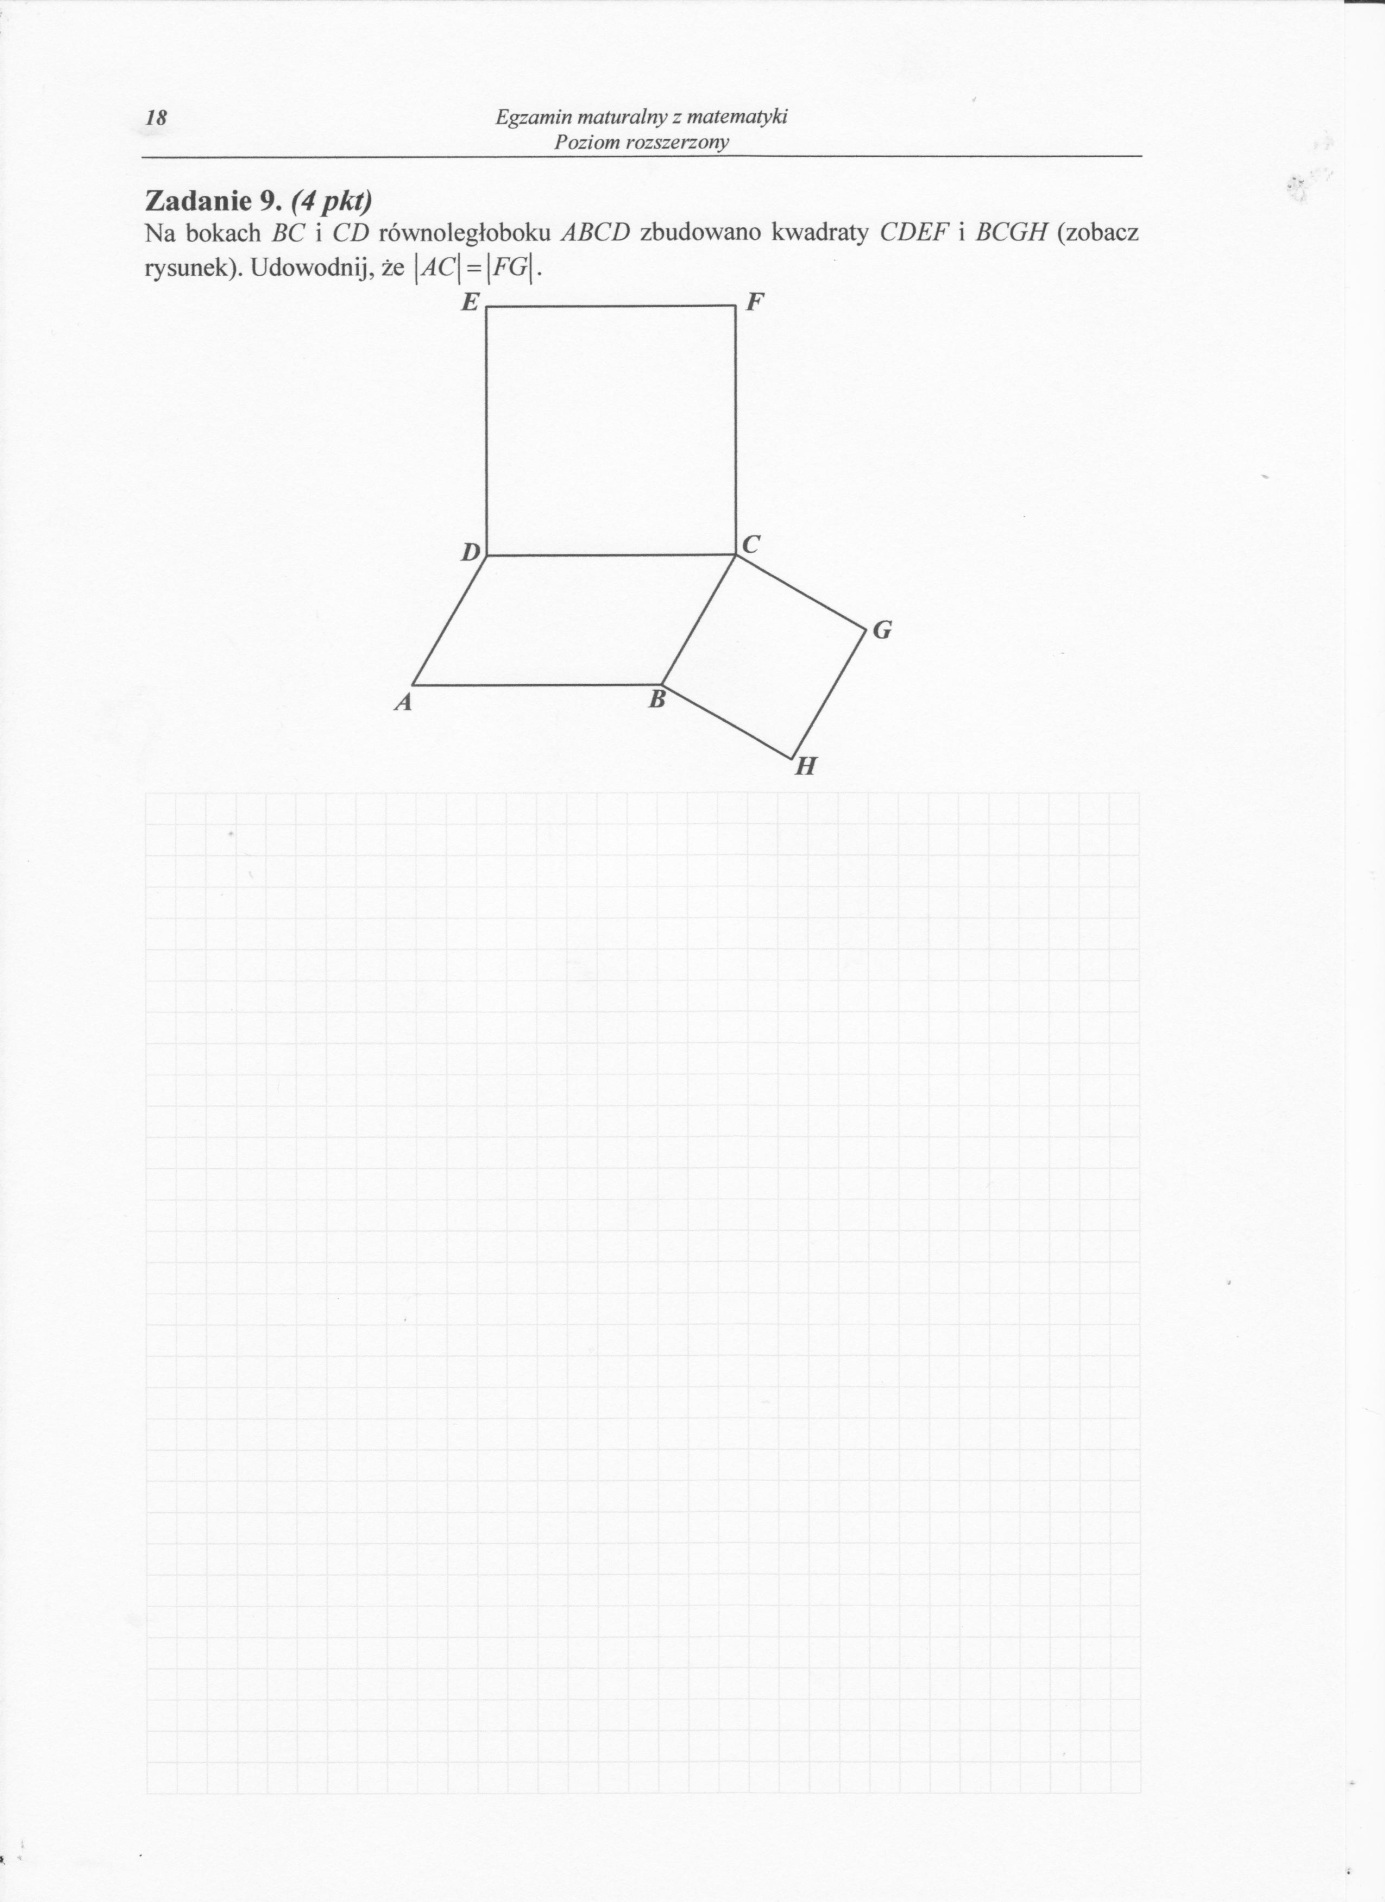 18
Egzamin maturalny z matematyki
Poziom rozszerzony
Zadanie 9. (4 pkt)
Na bokach BC i CD równoległoboku ABCD zbudowano kwadraty CDEF i BCGH (zobacz
rysunek). Udowodnij, że |AC| = |FG|.
E
F
D
C
G
A
B
H